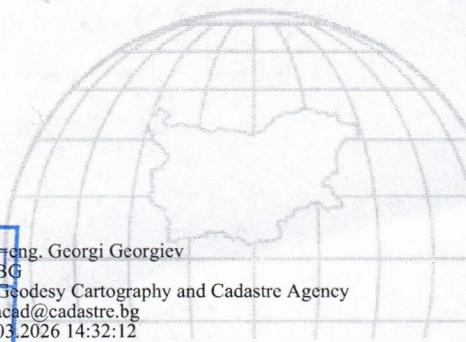 eng. Georgi Georgiev
BG
Geodesy Cartography and Cadastre Agency
acad@cadastre.bg
03.2026 14:32:12